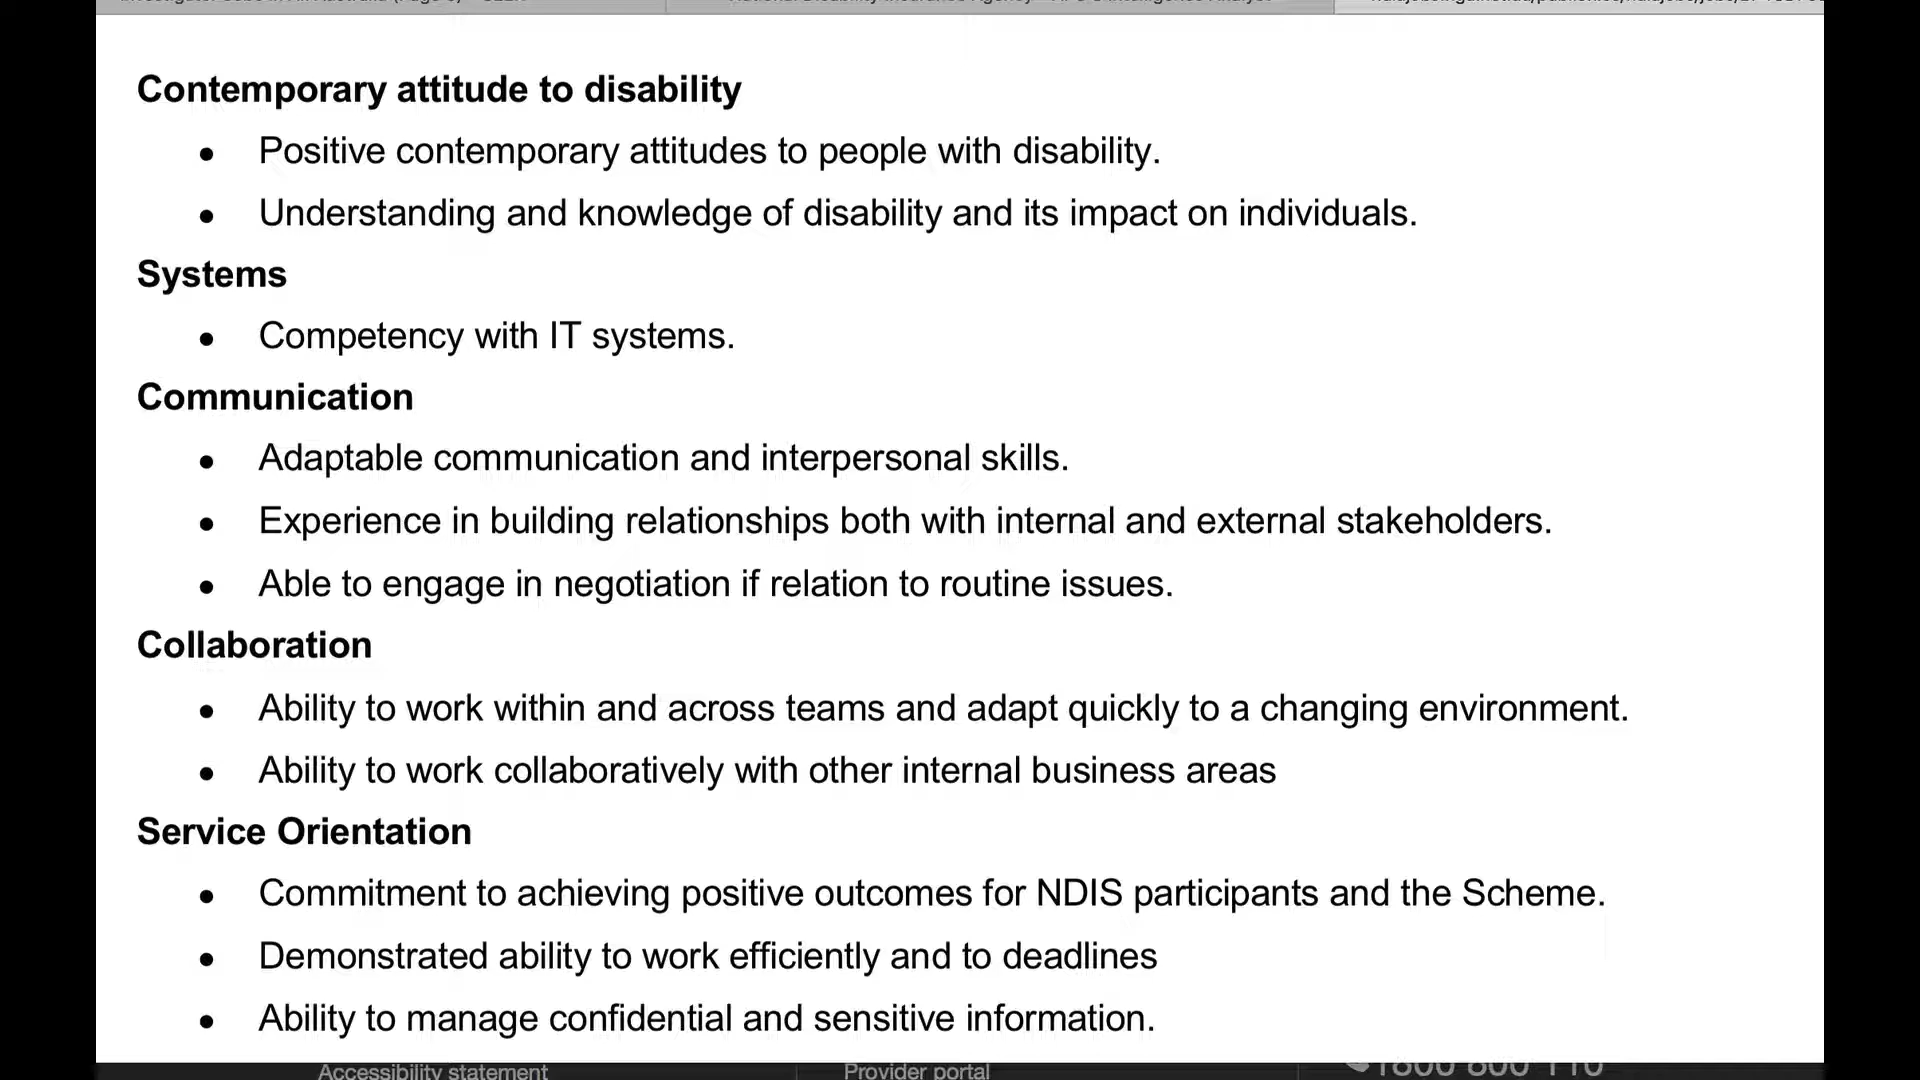 Contemporary attitude to disability
● Positive contemporary attitudes to people with disability.
● Understanding and knowledge of disability and its impact on individuals.
Systems
● Competency with IT systems.
Communication
● Adaptable communication and interpersonal skills.
● Experience in building relationships both with internal and external stakeholders.
● Able to engage in negotiation if relation to routine issues.
Collaboration
● Ability to work within and across teams and adapt quickly to a changing environment.
● Ability to work collaboratively with other internal business areas
Service Orientation
● Commitment to achieving positive outcomes for NDIS participants and the Scheme.
● Demonstrated ability to work efficiently and to deadlines
● Ability to manage confidential and sensitive information.
Accessibility statement Provider portal 1800 800 110